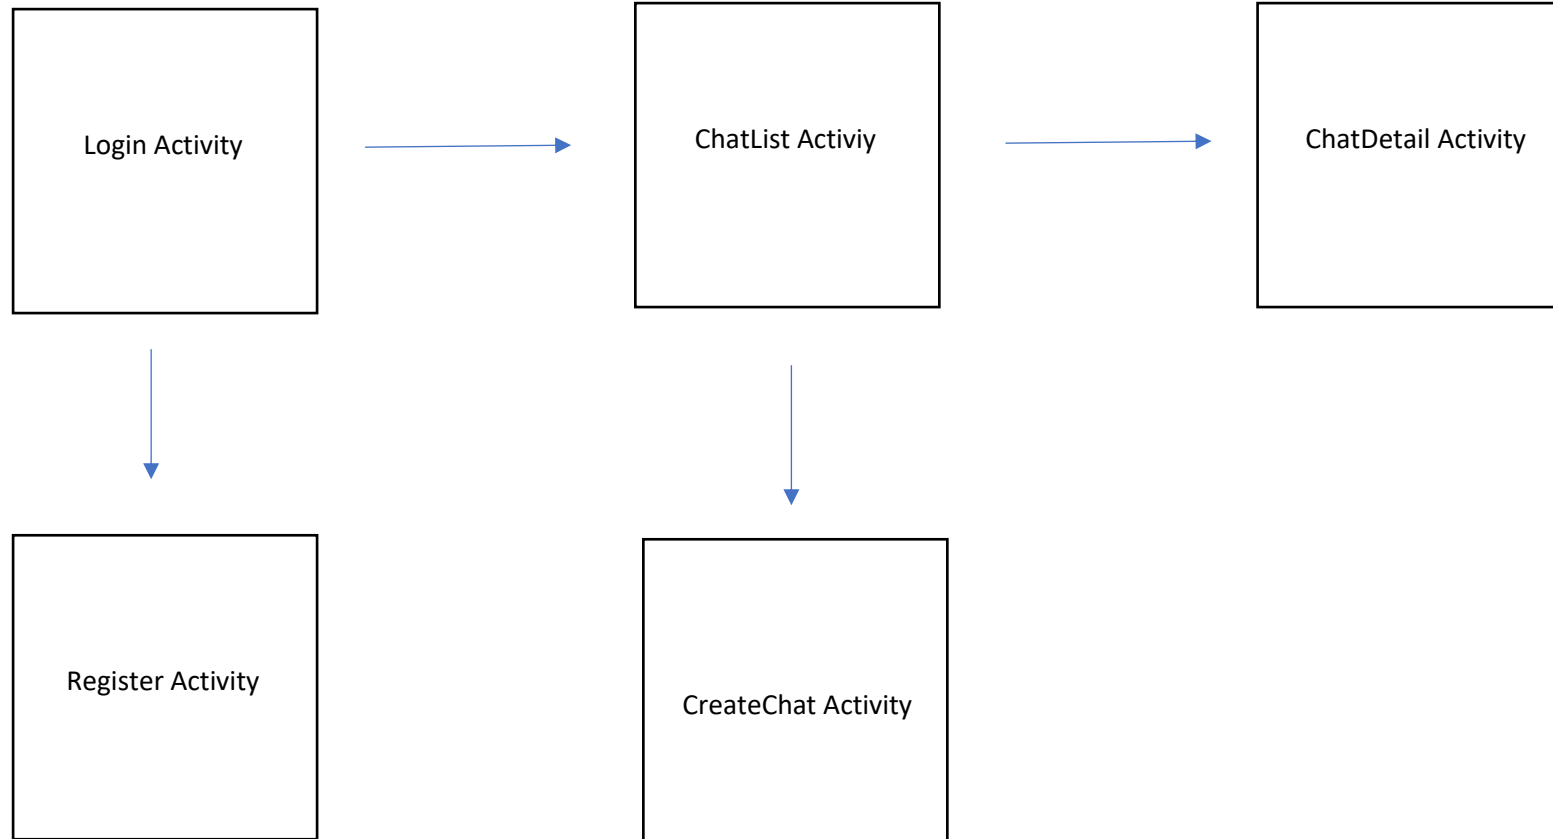 Login Activity
ChatList Activiy
ChatDetail Activity
Register Activity
CreateChat Activity